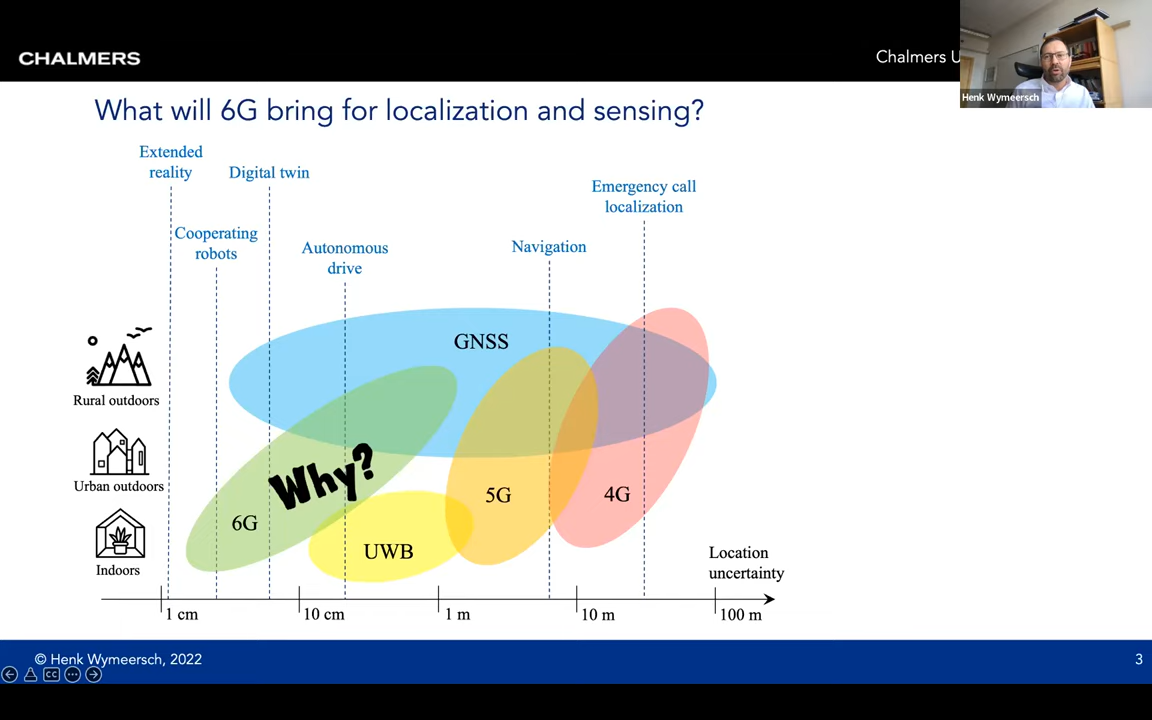 CHALMERS
Chalmers U
Henk Wymeersch
What will 6G bring for localization and sensing?
Extended
reality
Digital twin
Emergency call
localization
Cooperating
robots
Autonomous
drive
Navigation
GNSS
Rural outdoors
Why?
Urban outdoors
5G
4G
6G
UWB
Indoors
Location
uncertainty
1 cm
10 cm
1 m
10 m
100 m
© Henk Wymeersch, 2022
3
CC